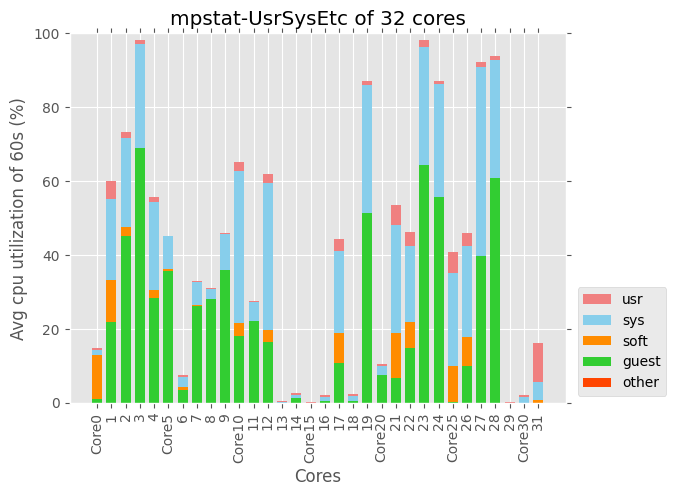 mpstat-UsrSysEtc of 32 cores
Avg cpu utilization of 60s (%)
100
80
60
40
20
0
Core0
1
2
3
4
Core5
6
7
8
9
Core10
11
12
13
14
Core15
16
17
18
19
Core20
21
22
23
24
Core25
26
27
28
29
Core30
31
Cores
usr
sys
soft
guest
other